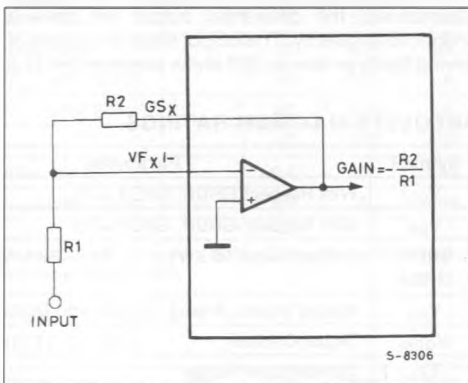 R2
GSX
VFX I-
GAIN=-R2/R1
R1
INPUT
S-8306